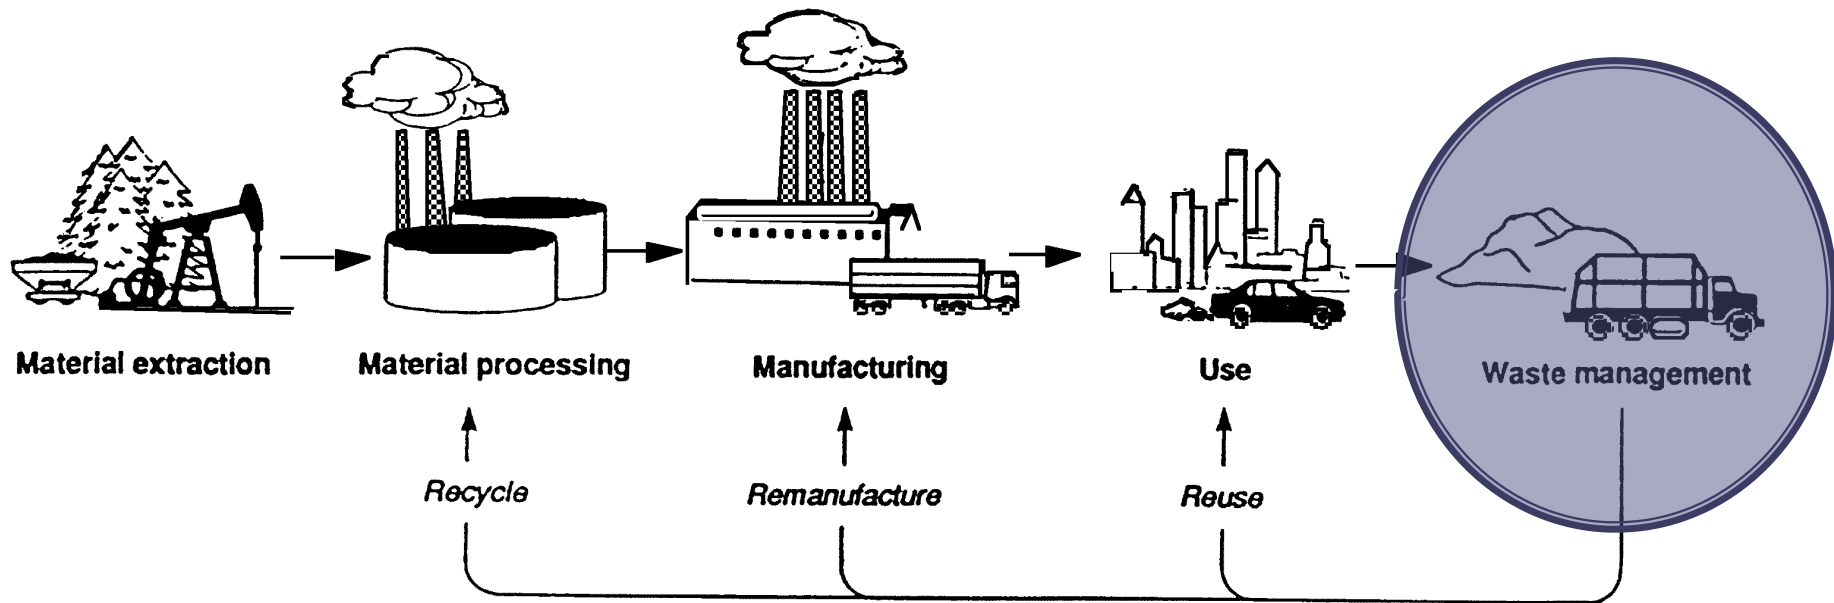 Material extraction
Material processing
Manufacturing
Use
Waste management
Recycle
Remanufacture
Reuse